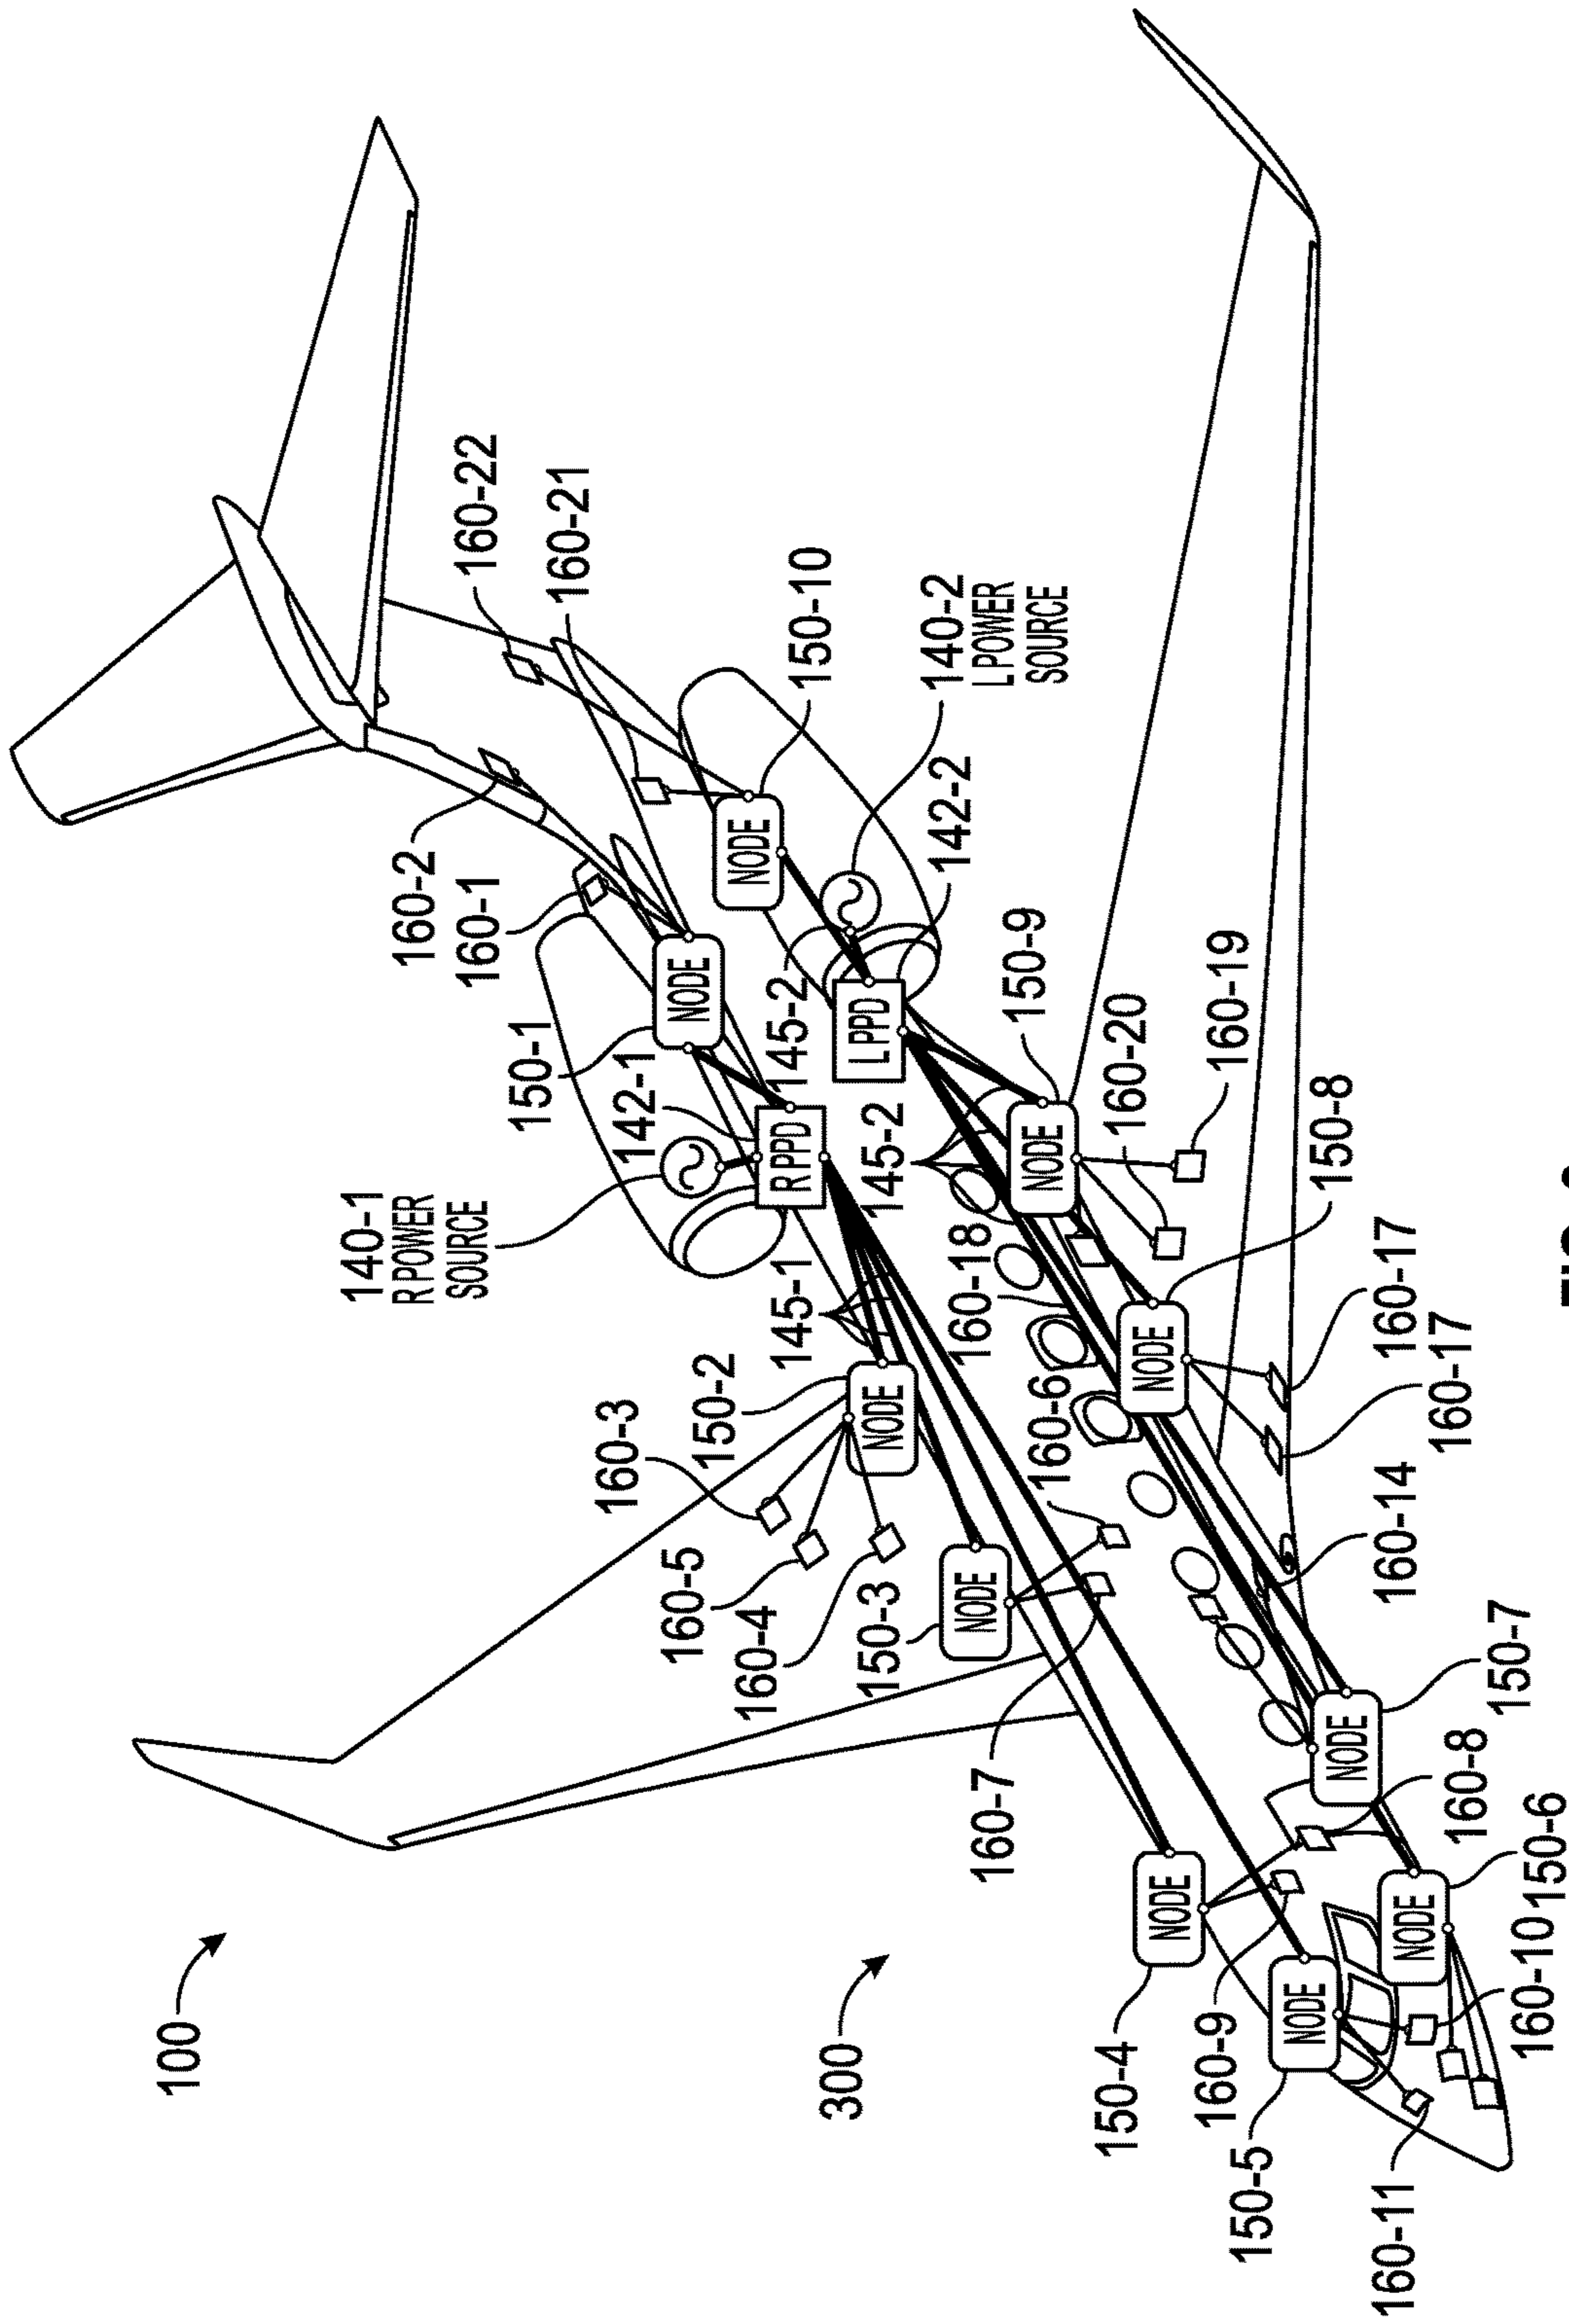 100
300
140-1
R POWER
SOURCE
142-1
150-1
160-2
160-1
160-22
160-21
150-10
140-2
L POWER
SOURCE
142-2
145-2
NODE
NODE
R PPD
L PPD
145-1
145-2
150-9
160-20
160-19
150-8
NODE
160-18
150-2
160-3
160-5
160-4
150-3
NODE
NODE
160-6
NODE
160-17
160-17
160-14
160-7
150-7
NODE
160-8
150-6
160-10
NODE
NODE
NODE
150-4
160-9
150-5
160-11